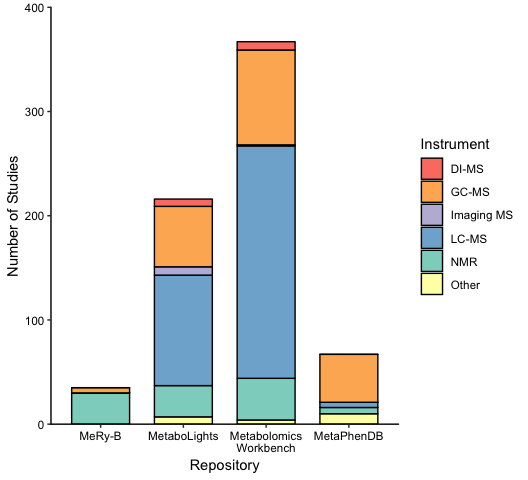 400
300
200
100
0
Number of Studies
MeRy-B
MetaboLights
Metabolomics
Workbench
MetaPhenDB
Repository
Instrument
DI-MS
GC-MS
Imaging MS
LC-MS
NMR
Other